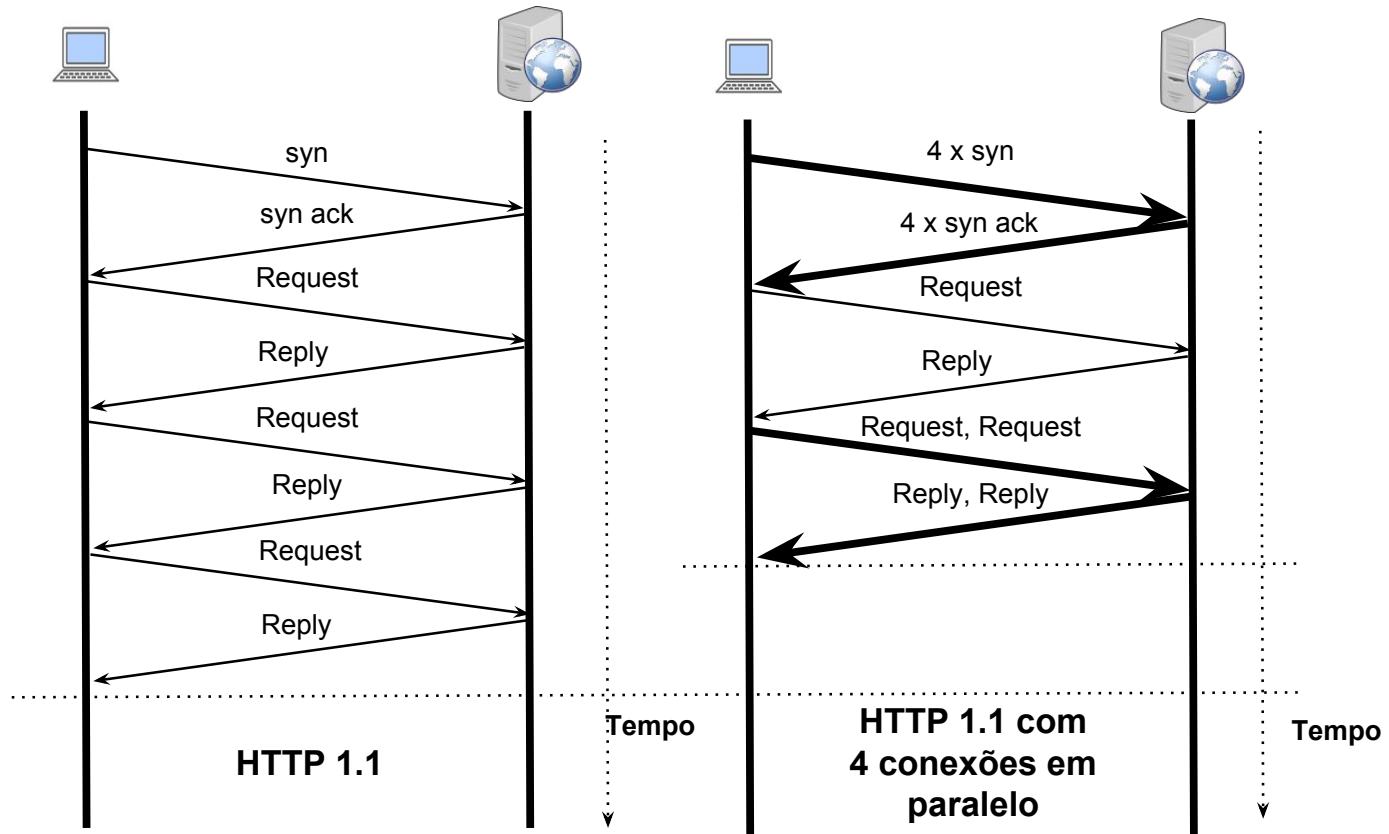 syn
syn ack
Request
Reply
Request
Reply
Request
Reply
Tempo
HTTP 1.1
4 x syn
4 x syn ack
Request
Reply
Request, Request
Reply, Reply
HTTP 1.1 com
4 conexões em
paralelo
Tempo